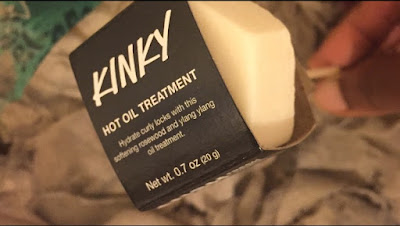 KINKY
HOT OIL TREATMENT
Hydrate curly locks with this
softening rosewood and ylang ylang
oil treatment.
Net wt. 0.7 oz (20 g)